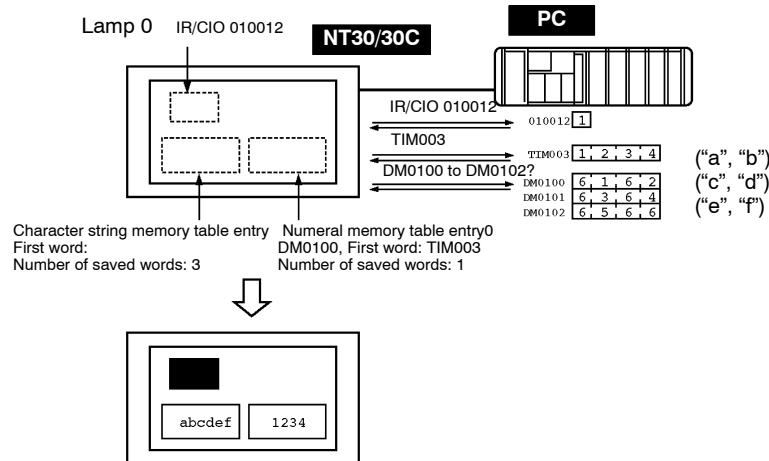 PC
Lamp 0
IR/CIO 010012
NT30/30C
IR/CIO 010012
010012 1
TIM003
TIM003 1 2 3 4
DM0100 to DM0102?
("a", "b")
DM0100 6 1 6 2
("c", "d")
DM0101 6 3 6 4
("e", "f")
DM0102 6 5 6 6
Character string memory table entry
First word:
Number of saved words: 3
Numeral memory table entry0
DM0100, First word: TIM003
Number of saved words: 1
abcdef
1234